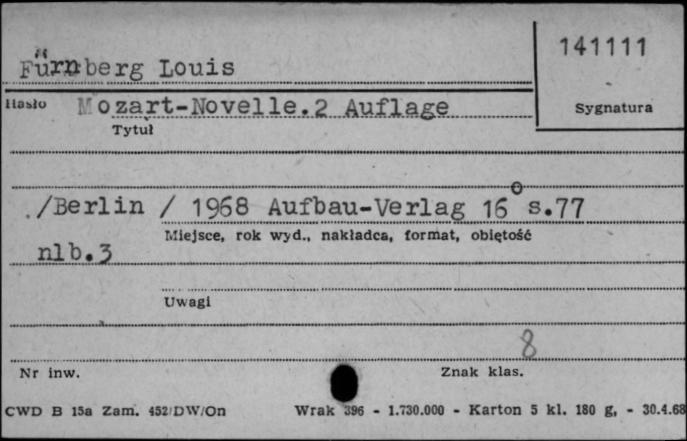 141111
Fürnberg Louis
Hasło Mozart-Novelle.2 Auflage
Sygnatura
Tytuł
./Berlin / 1968 Aufbau-Verlag 16° s.77
Miejsce, rok wyd., nakładca, format, objętość
nlb.3
Uwagi
8
Nr inw. Znak klas.
CWD B 15a Zam. 452/DW/On Wrak 396 - 1.730.000 - Karton 5 kl. 180 g, - 30.4.68